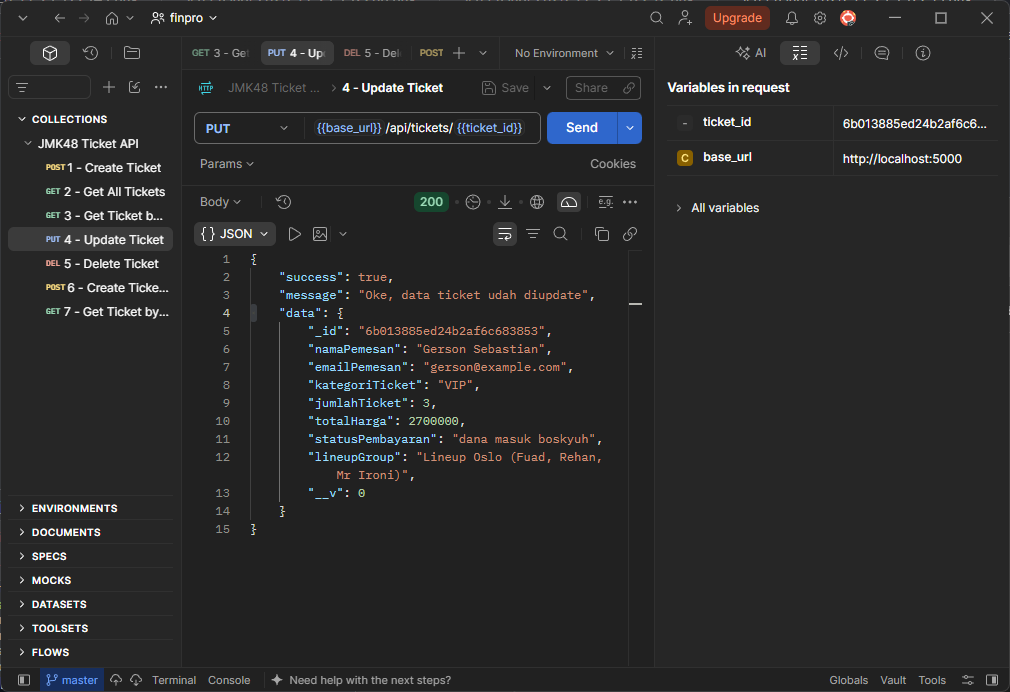 finpro
Upgrade
GET 3 - Get
PUT 4 - Up
DEL 5 - Del
POST
No Environment
AI
JMK48 Ticket ... > 4 - Update Ticket
Save
Share
Variables in request
COLLECTIONS
JMK48 Ticket API
POST 1 - Create Ticket
GET 2 - Get All Tickets
GET 3 - Get Ticket b...
PUT 4 - Update Ticket
DEL 5 - Delete Ticket
POST 6 - Create Ticke...
GET 7 - Get Ticket by...
PUT
{{base_url}} /api/tickets/ {{ticket_id}}
Send
ticket_id
6b013885ed24b2af6c6...
C base_url
http://localhost:5000
All variables
Params
Cookies
Body
200
e.g.
{} JSON
1 {
2 "success": true,
3 "message": "Oke, data ticket udah diupdate",
4 "data": {
5 "_id": "6b013885ed24b2af6c683853",
6 "namaPemesan": "Gerson Sebastian",
7 "emailPemesan": "gerson@example.com",
8 "kategoriTicket": "VIP",
9 "jumlahTicket": 3,
10 "totalHarga": 2700000,
11 "statusPembayaran": "dana masuk boskyuh",
12 "lineupGroup": "Lineup Oslo (Fuad, Rehan,
Mr Ironi)",
13 "__v": 0
14 }
15 }
ENVIRONMENTS
DOCUMENTS
SPECS
MOCKS
DATASETS
TOOLSETS
FLOWS
master
Terminal
Console
Need help with the next steps?
Globals
Vault
Tools